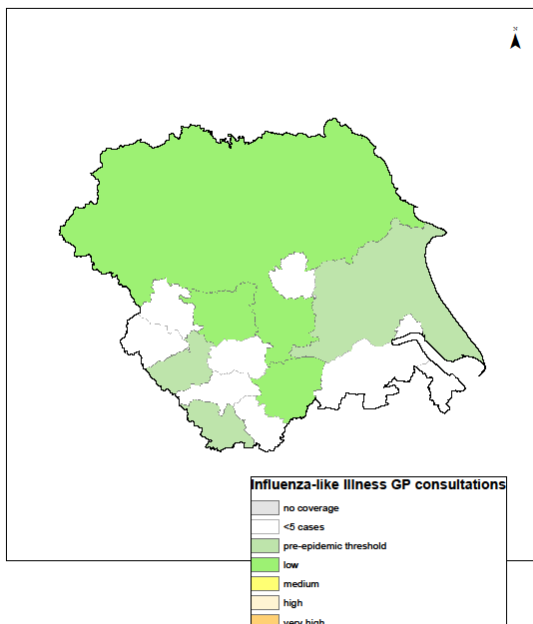 N
Influenza-like Illness GP consultations
no coverage
<5 cases
pre-epidemic threshold
low
medium
high
very high